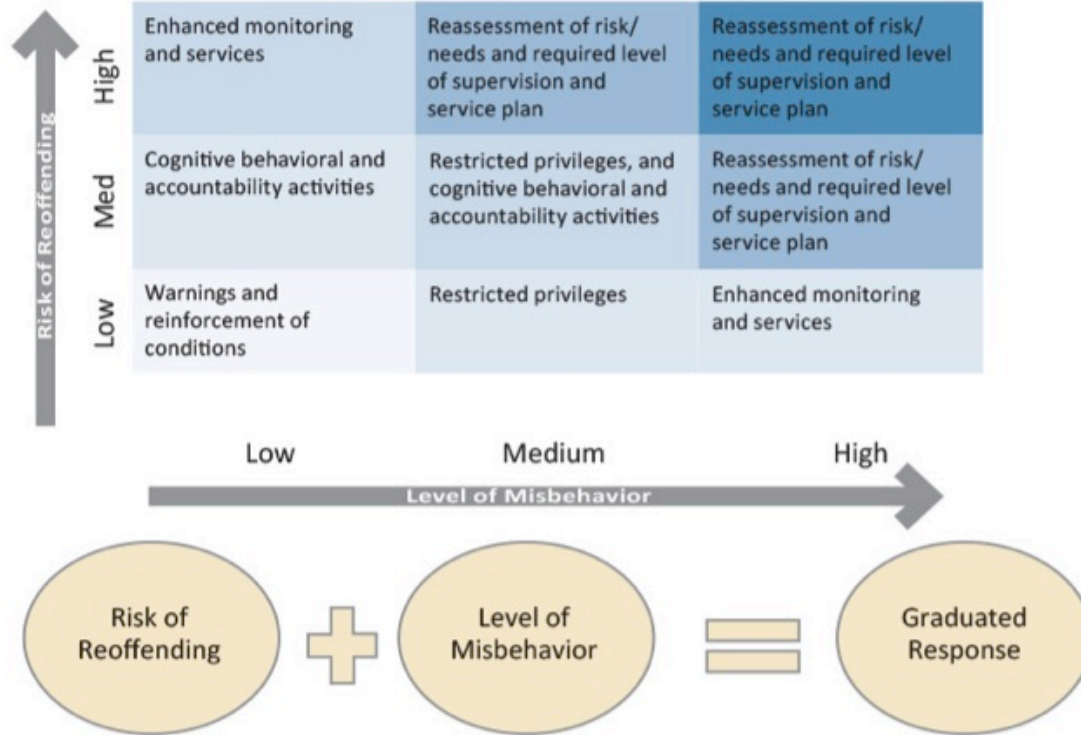 High
Enhanced monitoring
and services
Reassessment of risk/
needs and required level
of supervision and
service plan
Reassessment of risk/
needs and required level
of supervision and
service plan
Med
Cognitive behavioral and
accountability activities
Restricted privileges, and
cognitive behavioral and
accountability activities
Reassessment of risk/
needs and required level
of supervision and
service plan
Low
Warnings and
reinforcement of
conditions
Restricted privileges
Enhanced monitoring
and services
Risk of Reoffending
Low
Medium
High
Level of Misbehavior
Risk of
Reoffending
Level of
Misbehavior
Graduated
Response